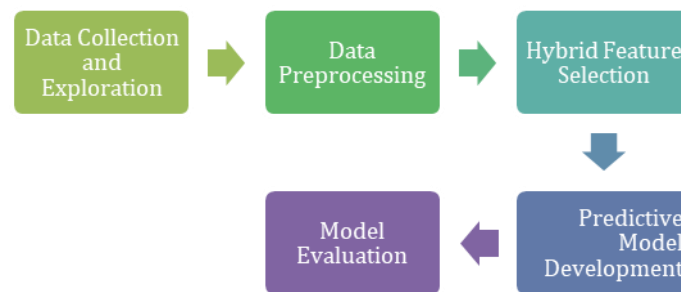 Data Collection
and
Exploration
Data
Preprocessing
Hybrid Feature
Selection
Predictive
Model
Development
Model
Evaluation